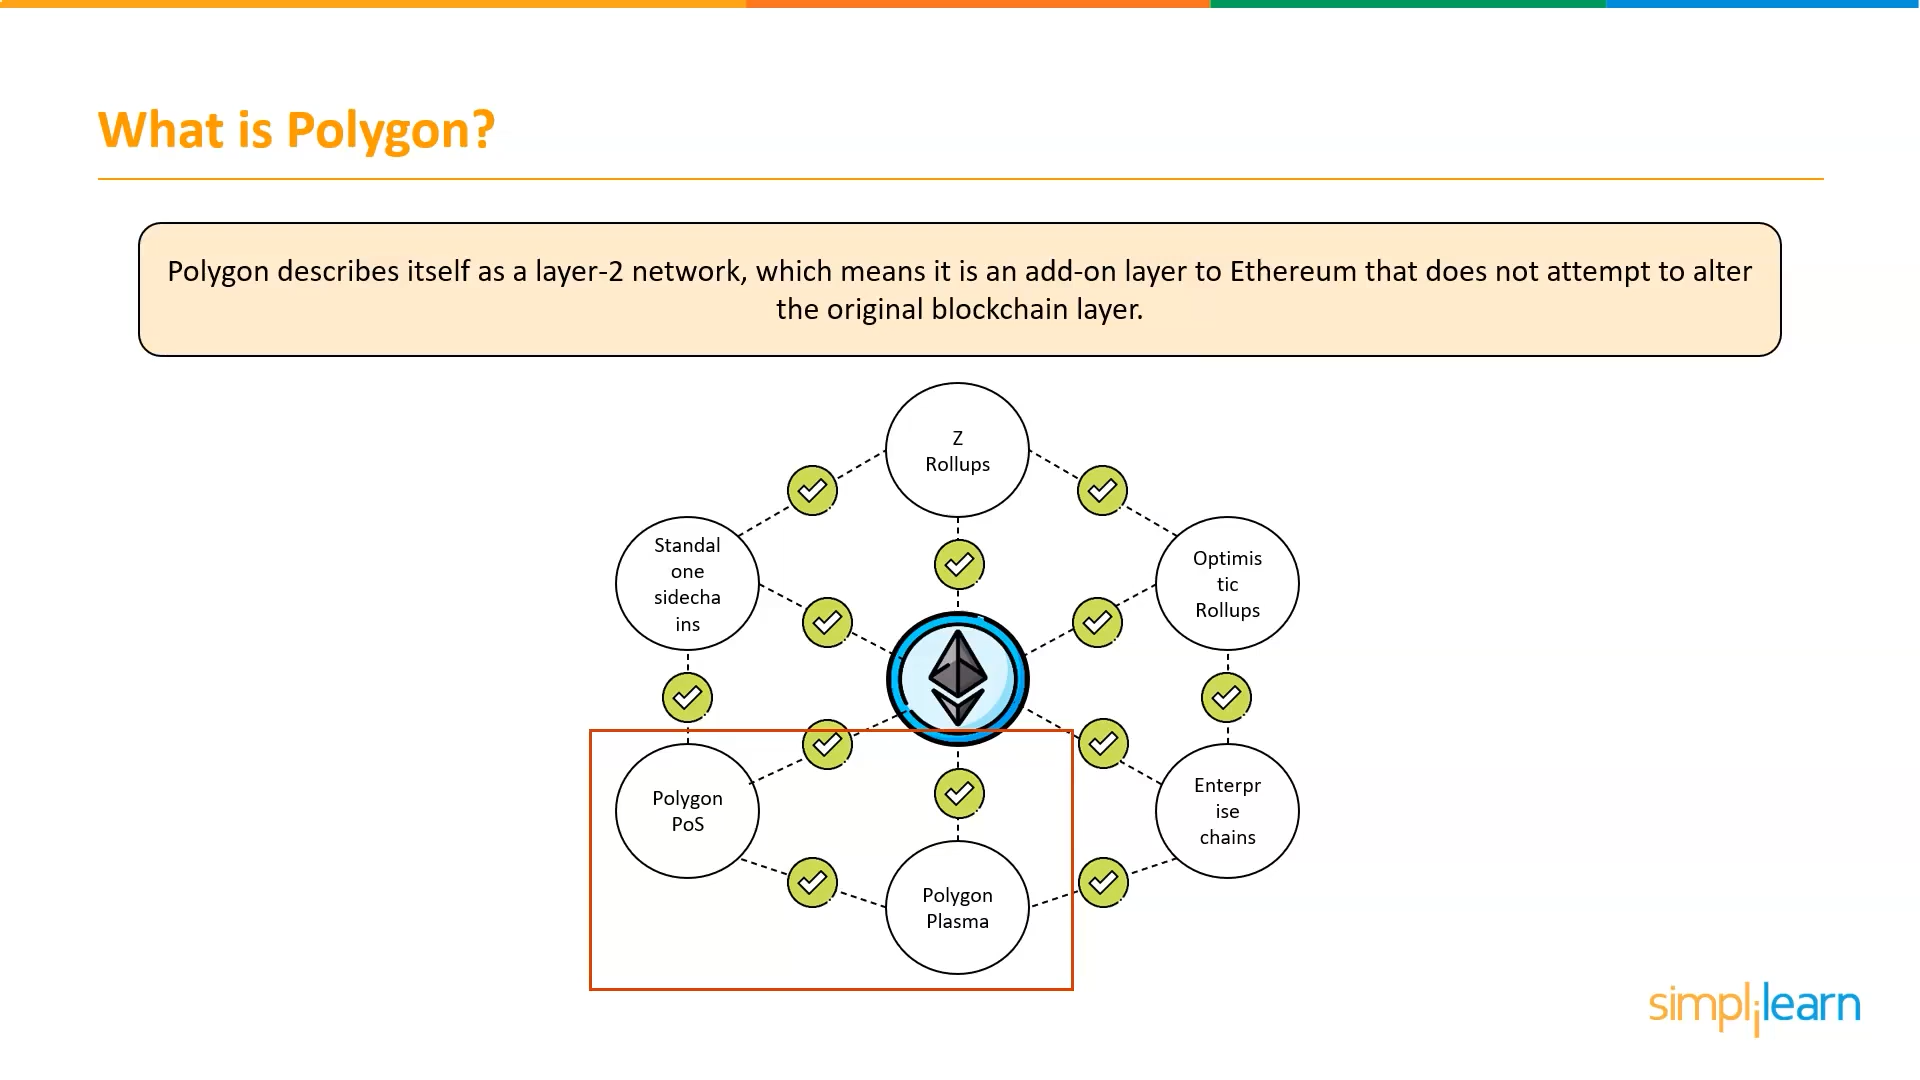 What is Polygon?
Polygon describes itself as a layer-2 network, which means it is an add-on layer to Ethereum that does not attempt to alter
the original blockchain layer.
Z
Rollups
Standal
one
sidecha
ins
Optimis
tic
Rollups
Polygon
PoS
Enterpr
ise
chains
Polygon
Plasma
simplilearn